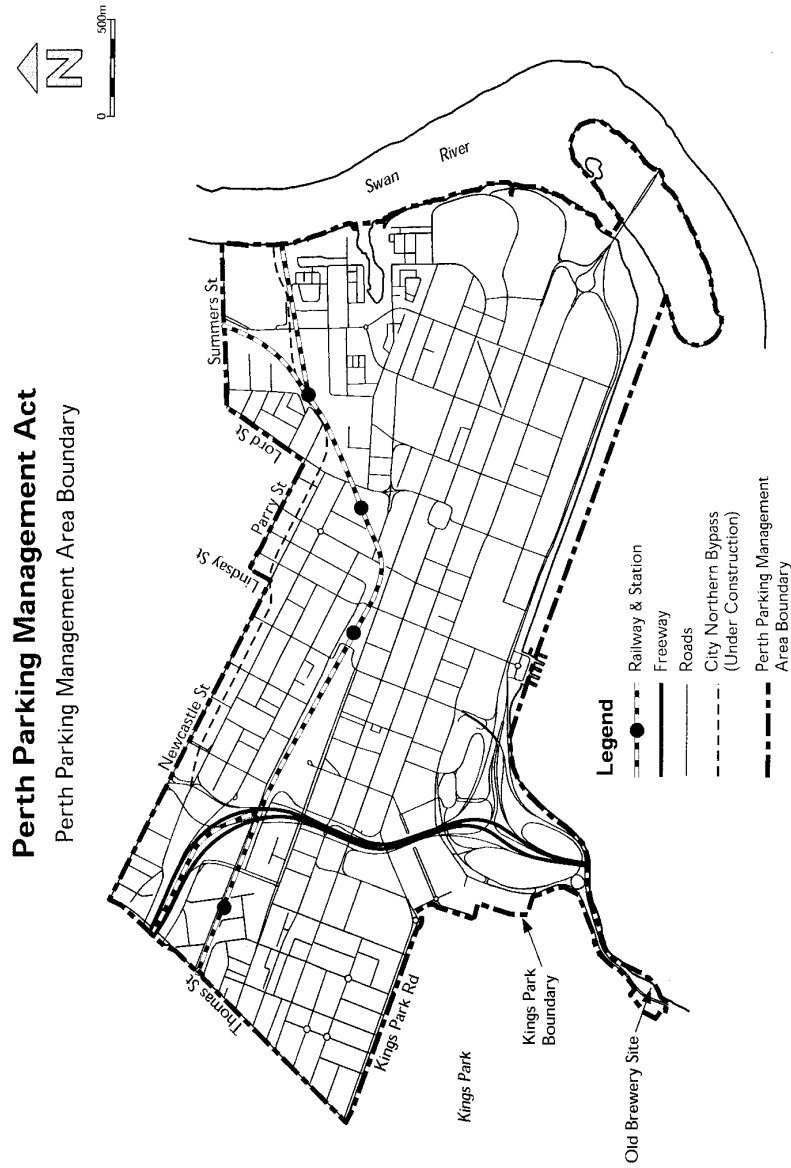 Perth Parking Management Act
Perth Parking Management Area Boundary
N
0
500m
Summers St
Lord St
Parry St
Lindsay St
Newcastle St
Thomas St
Kings Park Rd
Kings Park
Kings Park
Boundary
Old Brewery Site
Swan
River
Legend
Railway & Station
Freeway
Roads
City Northern Bypass
(Under Construction)
Perth Parking Management
Area Boundary